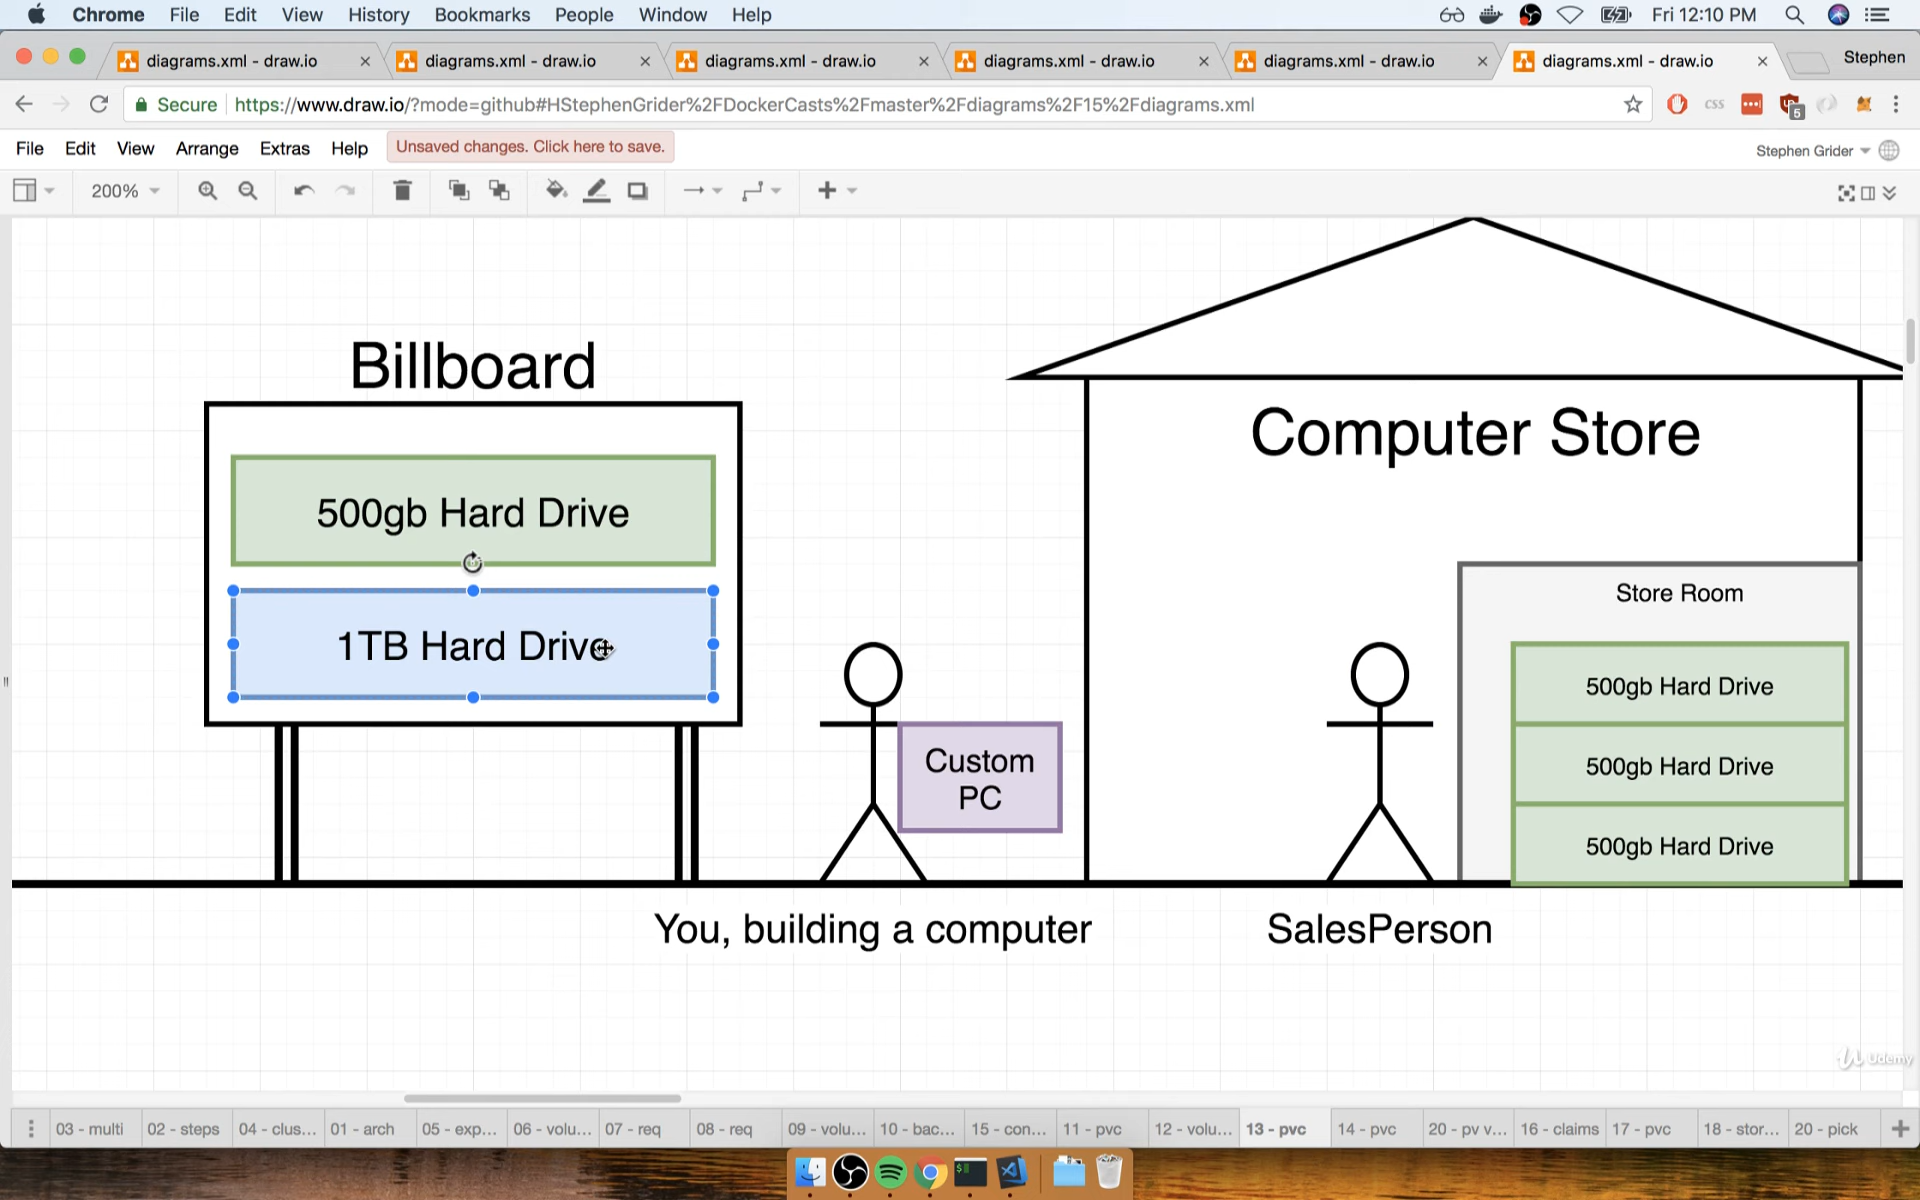 Chrome File Edit View History Bookmarks People Window Help Fri 12:10 PM
diagrams.xml - draw.io diagrams.xml - draw.io diagrams.xml - draw.io diagrams.xml - draw.io diagrams.xml - draw.io diagrams.xml - draw.io Stephen
Secure https://www.draw.io/?mode=github#HStephenGrider%2FDockerCasts%2Fmaster%2Fdiagrams%2F15%2Fdiagrams.xml css 5
File Edit View Arrange Extras Help Unsaved changes. Click here to save. Stephen Grider
200%
Billboard
500gb Hard Drive
1TB Hard Drive
Custom
PC
Computer Store
Store Room
500gb Hard Drive
500gb Hard Drive
500gb Hard Drive
You, building a computer
SalesPerson
Udemy
03 - multi 02 - steps 04 - clus... 01 - arch 05 - exp... 06 - volu... 07 - req 08 - req 09 - volu... 10 - bac... 15 - con... 11 - pvc 12 - volu... 13 - pvc 14 - pvc 20 - pv v... 16 - claims 17 - pvc 18 - stor... 20 - pick